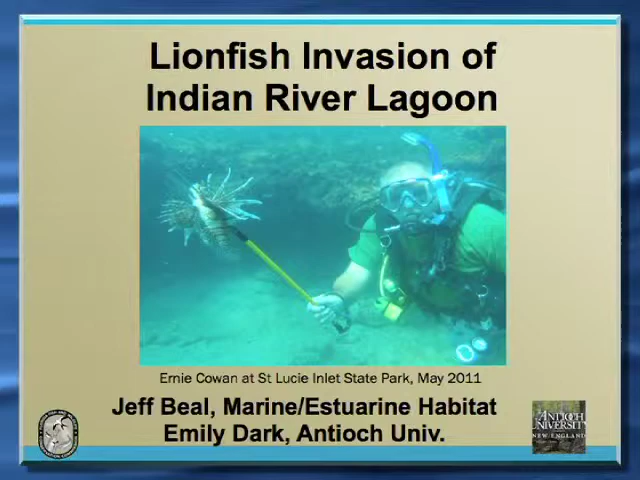 Lionfish Invasion of
Indian River Lagoon
Ernie Cowan at St Lucie Inlet State Park, May 2011
Jeff Beal, Marine/Estuarine Habitat
Emily Dark, Antioch Univ.
ANTIOCH
UNIVERSITY
NEW ENGLAND